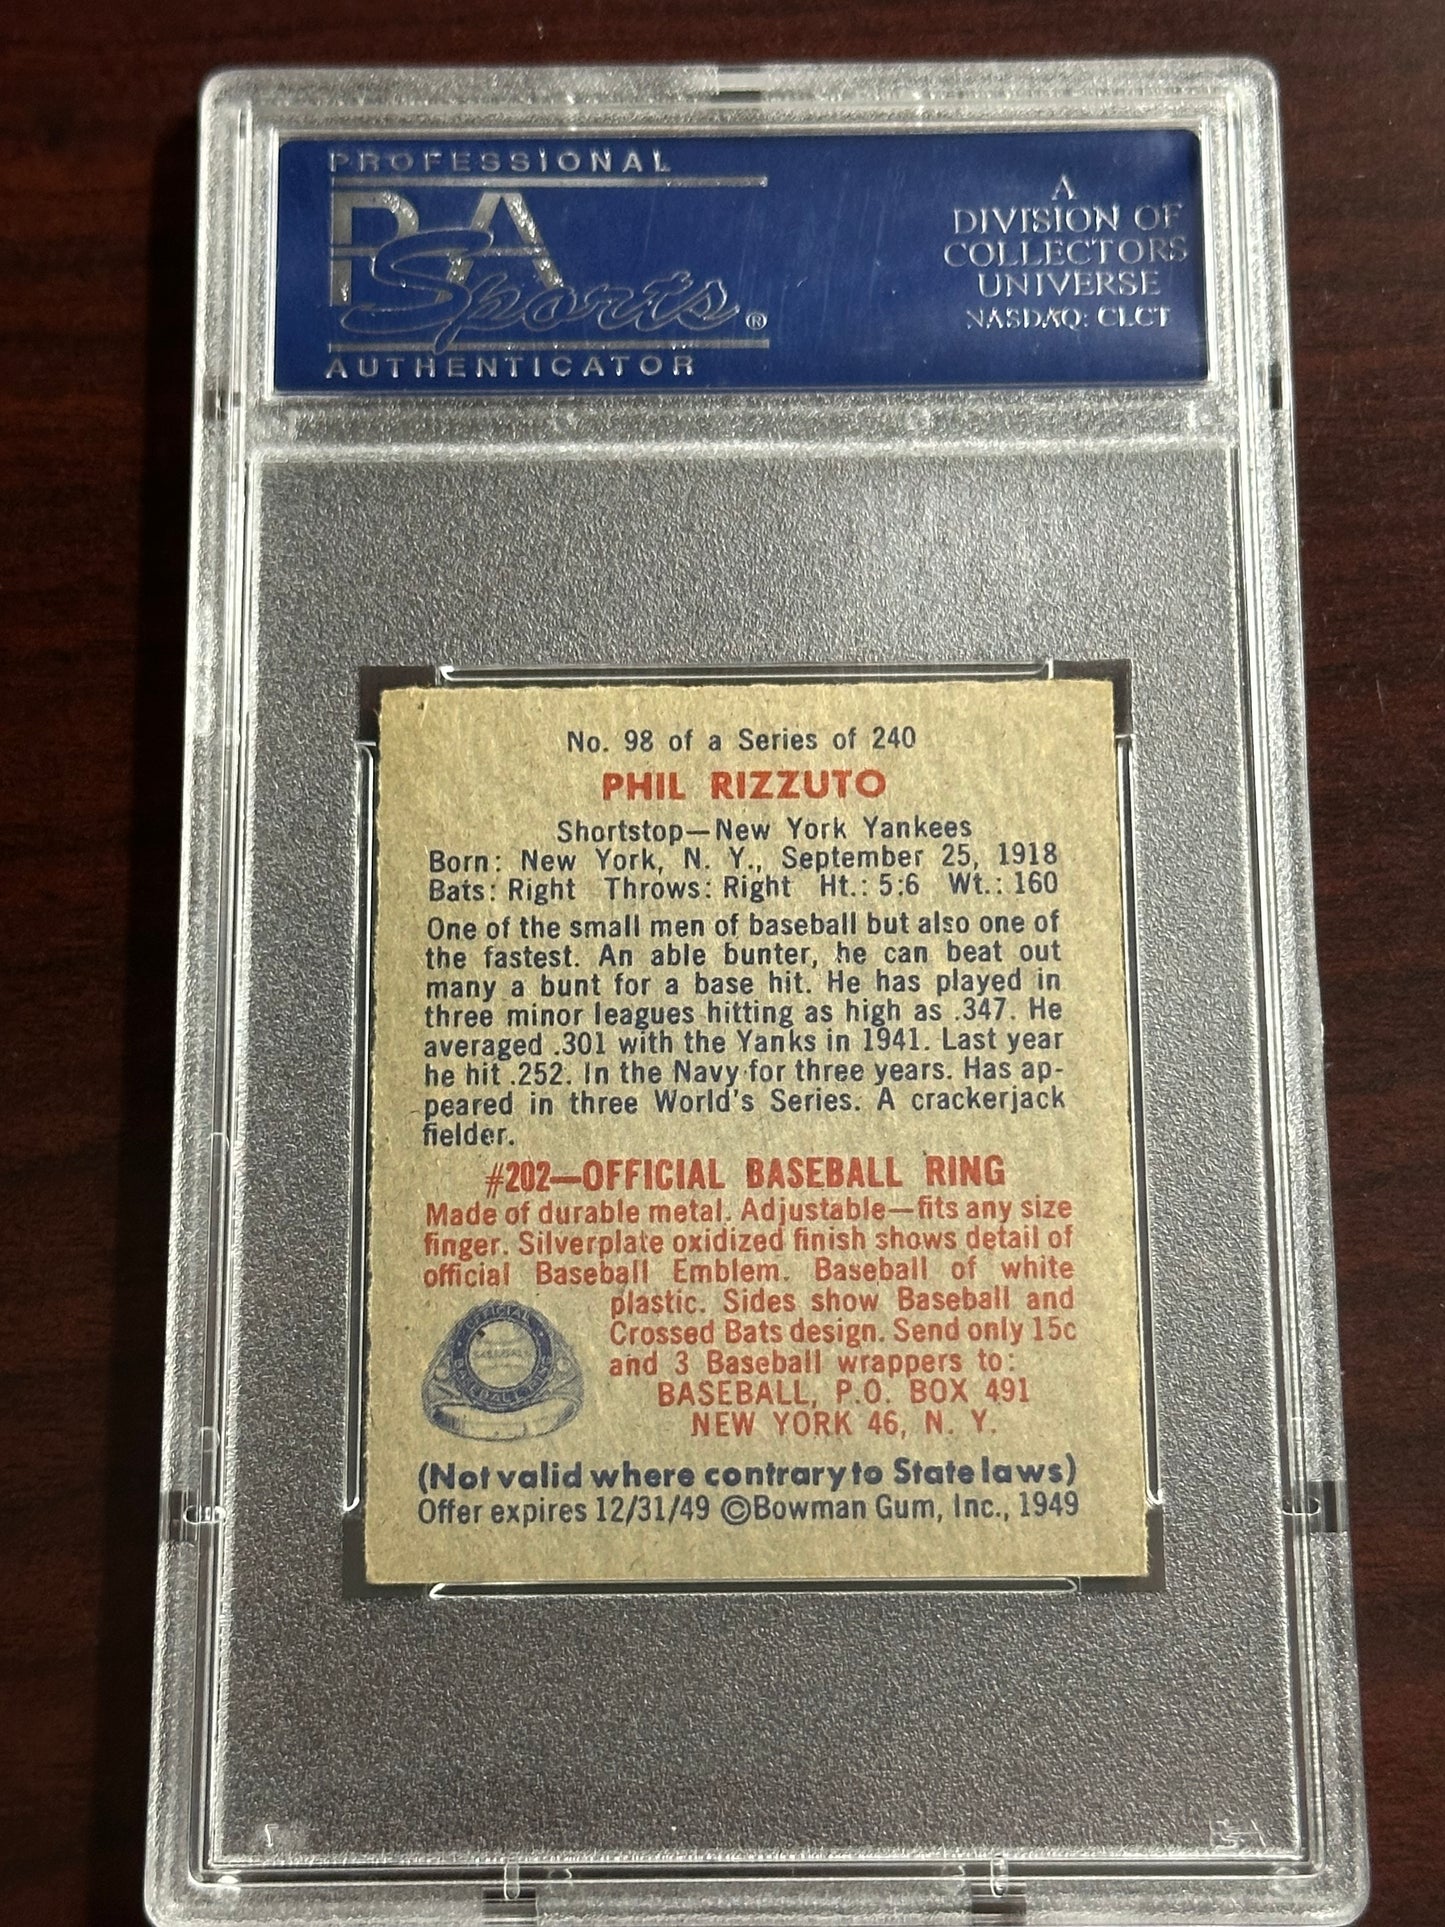 PROFESSIONAL
PSA
Sports®
AUTHENTICATOR
A
DIVISION OF
COLLECTORS
UNIVERSE
NASDAQ: CLCT
No. 98 of a Series of 240
PHIL RIZZUTO
Shortstop—New York Yankees
Born: New York, N. Y., September 25, 1918
Bats: Right Throws: Right Ht.: 5:6 Wt.: 160
One of the small men of baseball but also one of
the fastest. An able bunter, he can beat out
many a bunt for a base hit. He has played in
three minor leagues hitting as high as .347. He
averaged .301 with the Yanks in 1941. Last year
he hit .252. In the Navy for three years. Has ap-
peared in three World's Series. A crackerjack
fielder.
#202—OFFICIAL BASEBALL RING
Made of durable metal. Adjustable—fits any size
finger. Silverplate oxidized finish shows detail of
official Baseball Emblem. Baseball of white
plastic. Sides show Baseball and
Crossed Bats design. Send only 15c
and 3 Baseball wrappers to:
BASEBALL, P.O. BOX 491
NEW YORK 46, N. Y.
OFFICIAL
(Not valid where contrary to State laws)
Offer expires 12/31/49 ©Bowman Gum, Inc., 1949
PSA